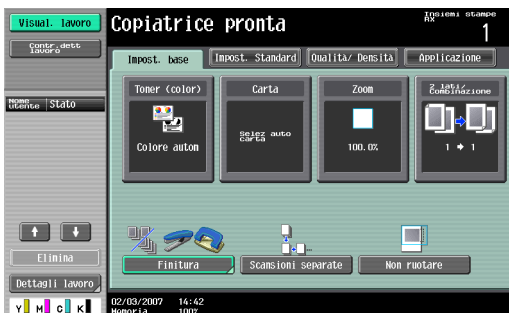 Visual. lavoro
Copiatrice pronta
Insiemi stampe
RX
1
Contr.dett
lavoro
Impost. base
Impost. Standard
Qualità/ Densità
Applicazione
Nome
utente
Stato
Toner (color)
Carta
Zoom
2 lati/
Combinazione
Colore autom
Selez auto
carta
100.0%
1 → 1
Elimina
Dettagli lavoro
Finitura
Scansioni separate
Non ruotare
Y M C K
02/03/2007 14:42
Memoria 100%